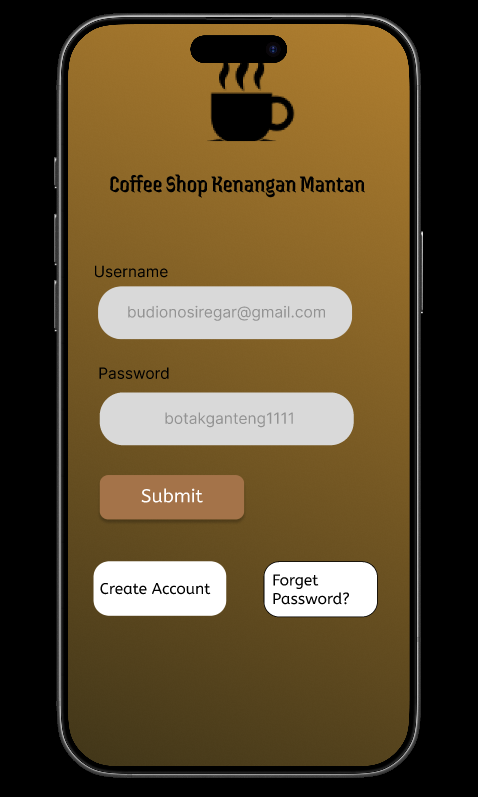 Coffee Shop Kenangan Mantan
Username
budionosiregar@gmail.com
Password
botakganteng1111
Submit
Create Account
Forget
Password?